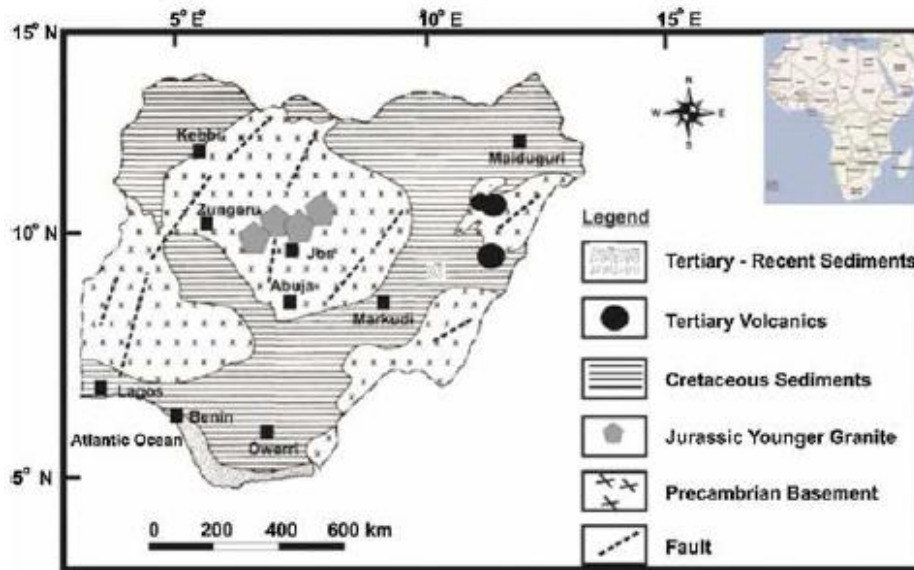 5° E
10° E
15° E
15° N
10° N
5° N
N
W
E
S
Kebbi
Maiduguri
Zungeru
Jos
Abuja
Markudi
Lagos
Benin
Atlantic Ocean
Owerri
0 200 400 600 km
Legend
Tertiary - Recent Sediments
Tertiary Volcanics
Cretaceous Sediments
Jurassic Younger Granite
Precambrian Basement
Fault